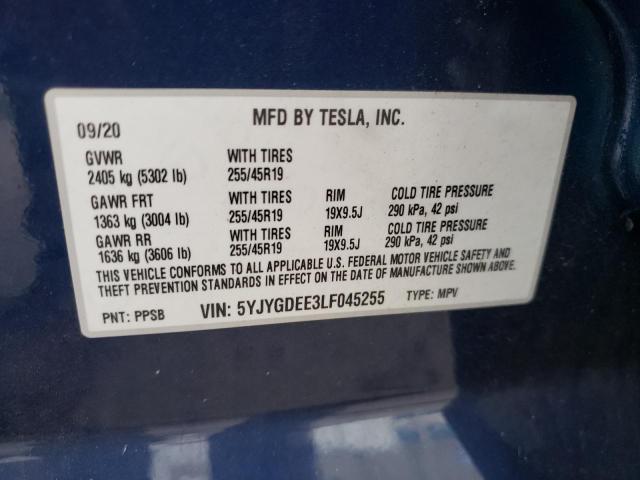 MFD BY TESLA, INC.
09/20
GVWR WITH TIRES
2405 kg (5302 lb) 255/45R19
GAWR FRT WITH TIRES RIM COLD TIRE PRESSURE
1363 kg (3004 lb) 255/45R19 19X9.5J 290 kPa, 42 psi
GAWR RR WITH TIRES RIM COLD TIRE PRESSURE
1636 kg (3606 lb) 255/45R19 19X9.5J 290 kPa, 42 psi
THIS VEHICLE CONFORMS TO ALL APPLICABLE U.S. FEDERAL MOTOR VEHICLE SAFETY AND
THEFT PREVENTION STANDARDS IN EFFECT ON THE DATE OF MANUFACTURE SHOWN ABOVE.
PNT: PPSB VIN: 5YJYGDEE3LF045255 TYPE: MPV